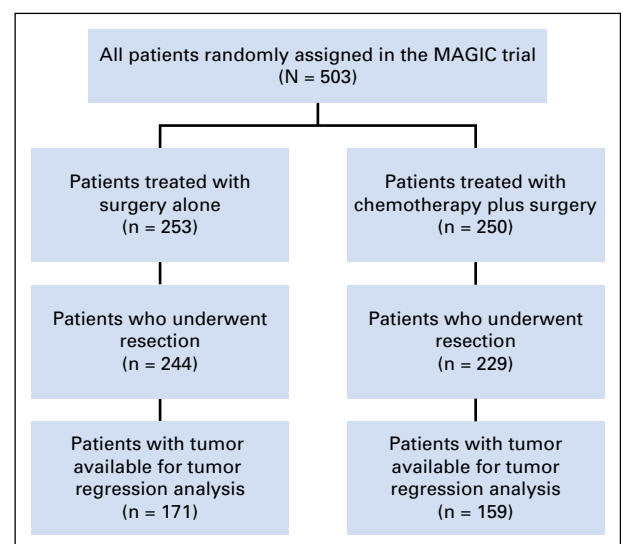 All patients randomly assigned in the MAGIC trial
(N = 503)
Patients treated with
surgery alone
(n = 253)
Patients treated with
chemotherapy plus surgery
(n = 250)
Patients who underwent
resection
(n = 244)
Patients who underwent
resection
(n = 229)
Patients with tumor
available for tumor
regression analysis
(n = 171)
Patients with tumor
available for tumor
regression analysis
(n = 159)